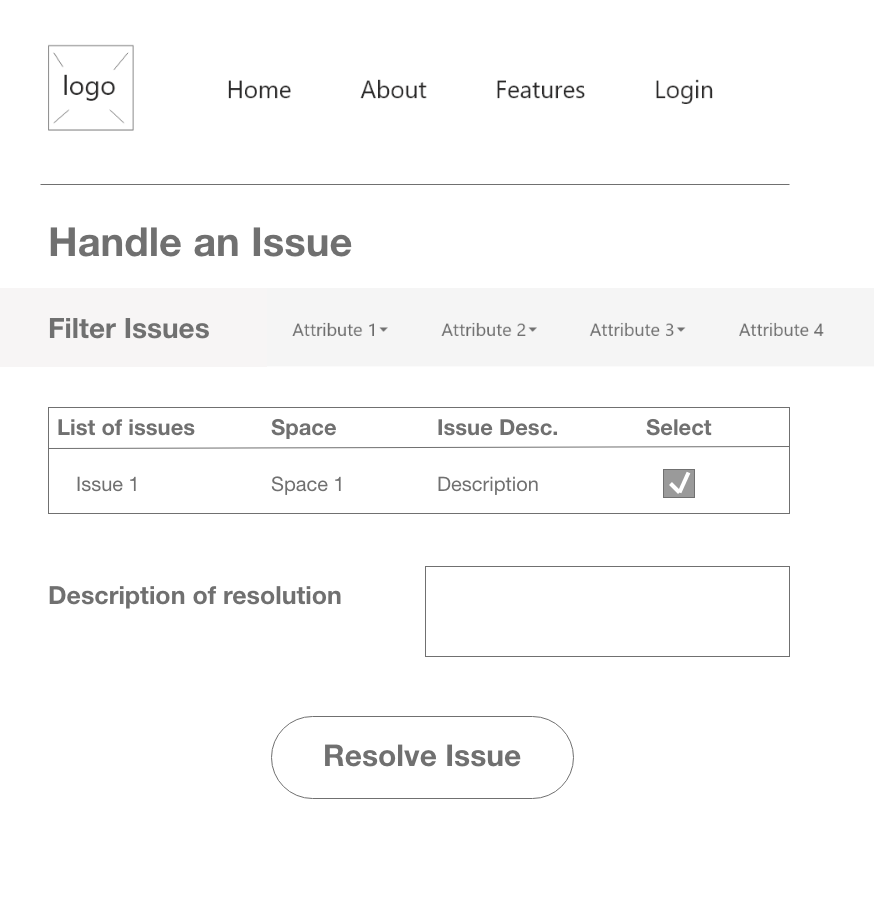 logo Home About Features Login
Handle an Issue
Filter Issues Attribute 1 Attribute 2 Attribute 3 Attribute 4
List of issues Space Issue Desc. Select
Issue 1 Space 1 Description
Description of resolution
Resolve Issue